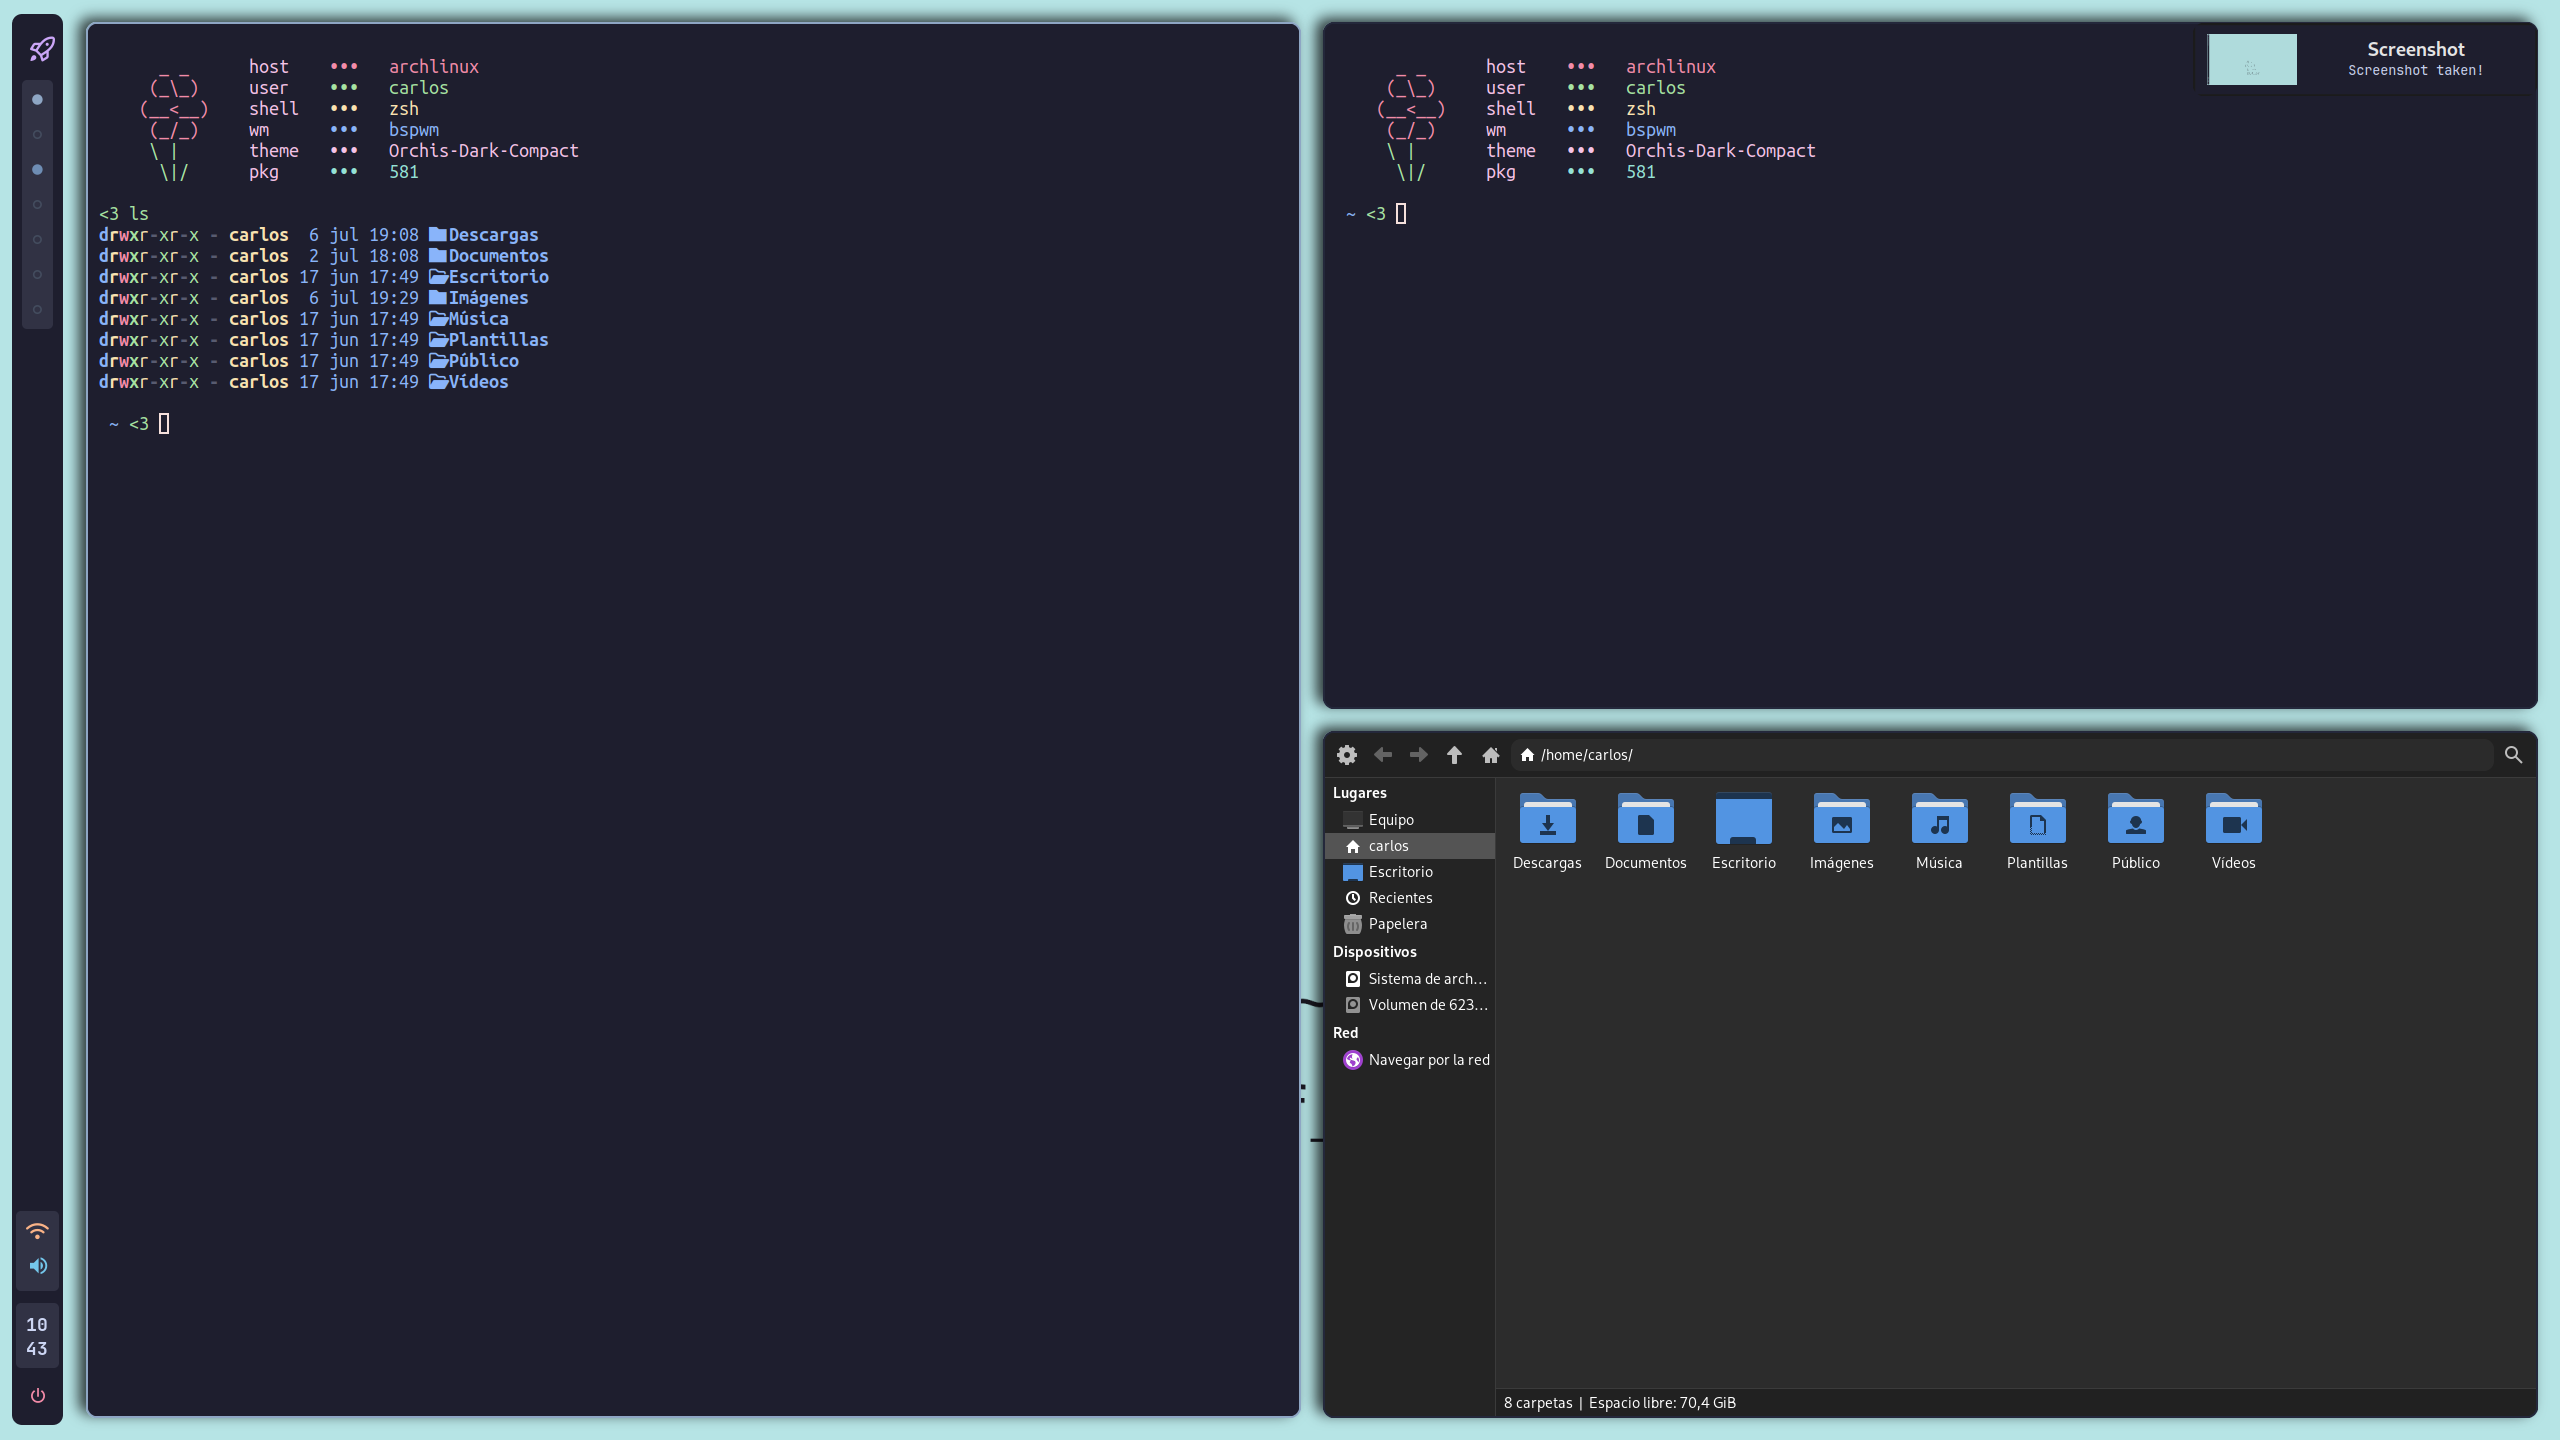 host ••• archlinux
user ••• carlos
shell ••• zsh
wm ••• bspwm
theme ••• Orchis-Dark-Compact
pkg ••• 581
<3 ls
drwxr-xr-x - carlos  6 jul 19:08 Descargas
drwxr-xr-x - carlos  2 jul 18:08 Documentos
drwxr-xr-x - carlos 17 jun 17:49 Escritorio
drwxr-xr-x - carlos  6 jul 19:29 Imágenes
drwxr-xr-x - carlos 17 jun 17:49 Música
drwxr-xr-x - carlos 17 jun 17:49 Plantillas
drwxr-xr-x - carlos 17 jun 17:49 Público
drwxr-xr-x - carlos 17 jun 17:49 Vídeos
~ <3
10
43
host ••• archlinux
user ••• carlos
shell ••• zsh
wm ••• bspwm
theme ••• Orchis-Dark-Compact
pkg ••• 581
~ <3
Screenshot
Screenshot taken!
/home/carlos/
Lugares
Equipo
carlos
Escritorio
Recientes
Papelera
Dispositivos
Sistema de arch...
Volumen de 623...
Red
Navegar por la red
Descargas Documentos Escritorio Imágenes Música Plantillas Público Vídeos
8 carpetas | Espacio libre: 70,4 GiB